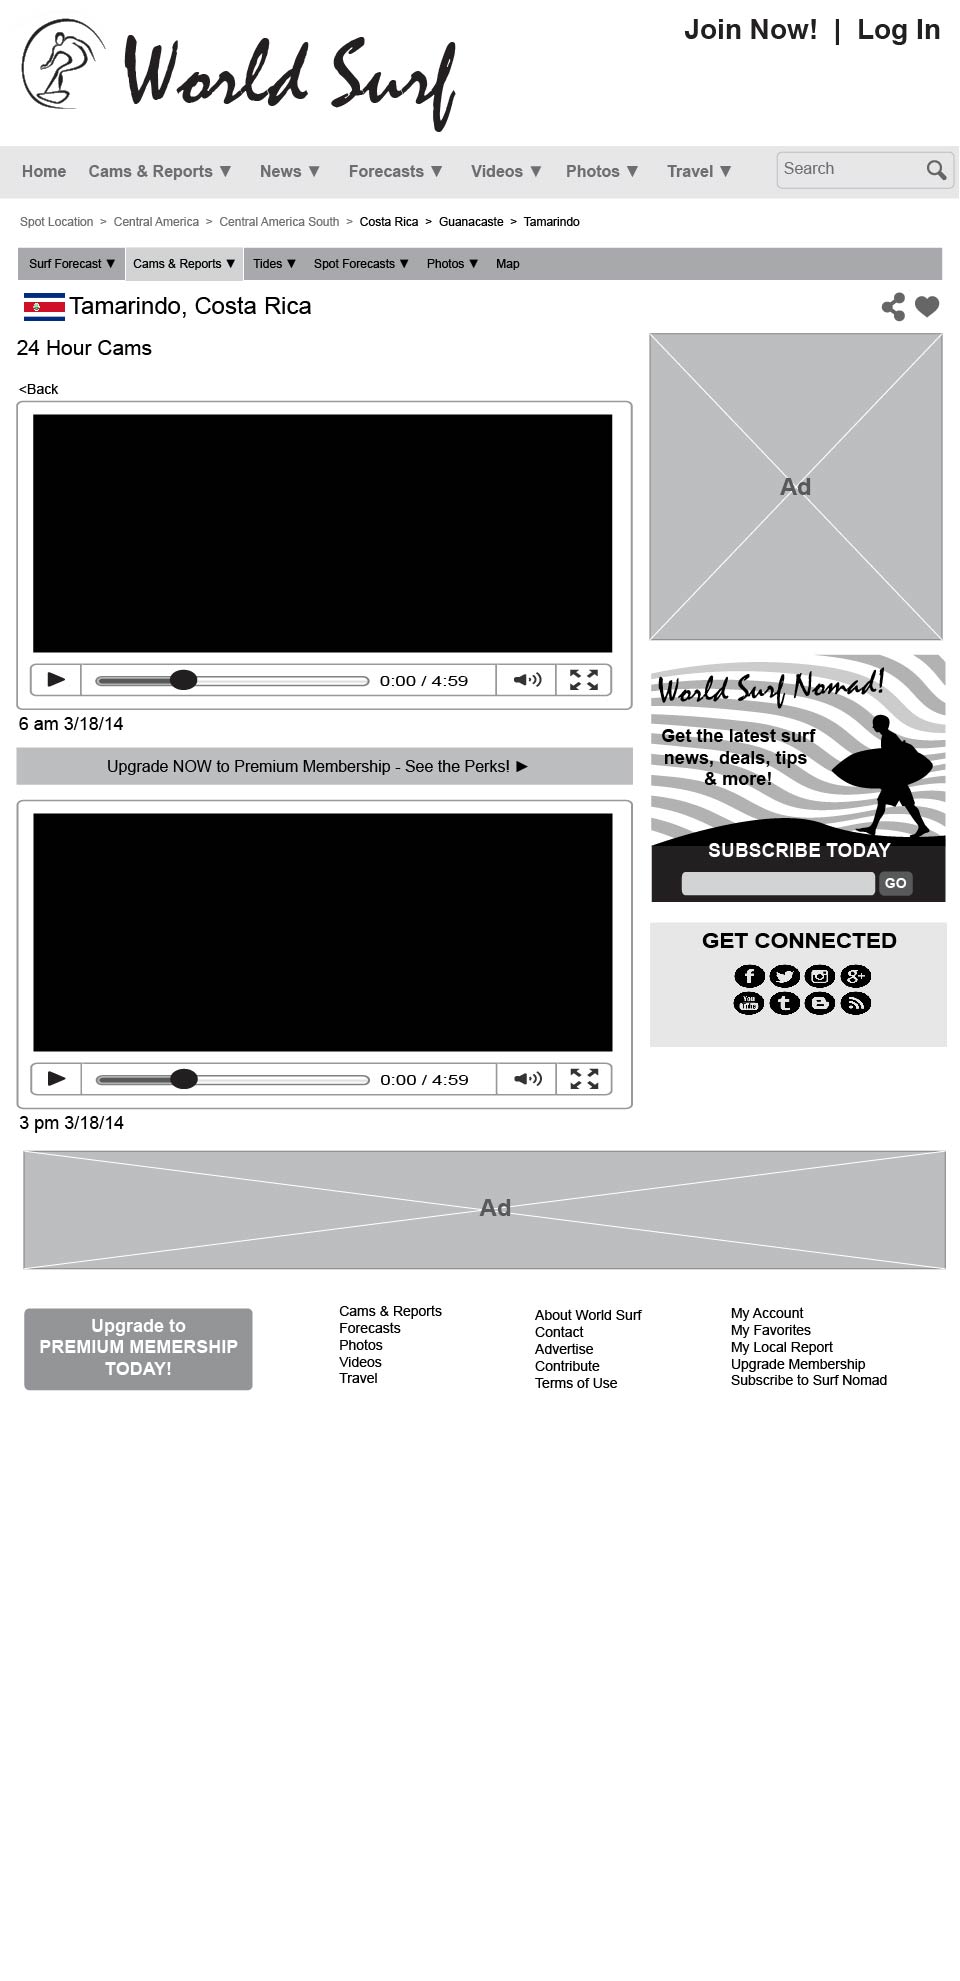 World Surf
Join Now! | Log In
Home Cams & Reports ▼ News ▼ Forecasts ▼ Videos ▼ Photos ▼ Travel ▼ Search
Spot Location > Central America > Central America South > Costa Rica > Guanacaste > Tamarindo
Surf Forecast ▼ Cams & Reports ▼ Tides ▼ Spot Forecasts ▼ Photos ▼ Map
Tamarindo, Costa Rica
24 Hour Cams
<Back
0:00 / 4:59
6 am 3/18/14
Upgrade NOW to Premium Membership - See the Perks! ►
0:00 / 4:59
3 pm 3/18/14
Ad
World Surf Nomad!
Get the latest surf
news, deals, tips
& more!
SUBSCRIBE TODAY
GO
GET CONNECTED
f g+
You Tube t B
Ad
Upgrade to
PREMIUM MEMERSHIP
TODAY!
Cams & Reports
Forecasts
Photos
Videos
Travel
About World Surf
Contact
Advertise
Contribute
Terms of Use
My Account
My Favorites
My Local Report
Upgrade Membership
Subscribe to Surf Nomad